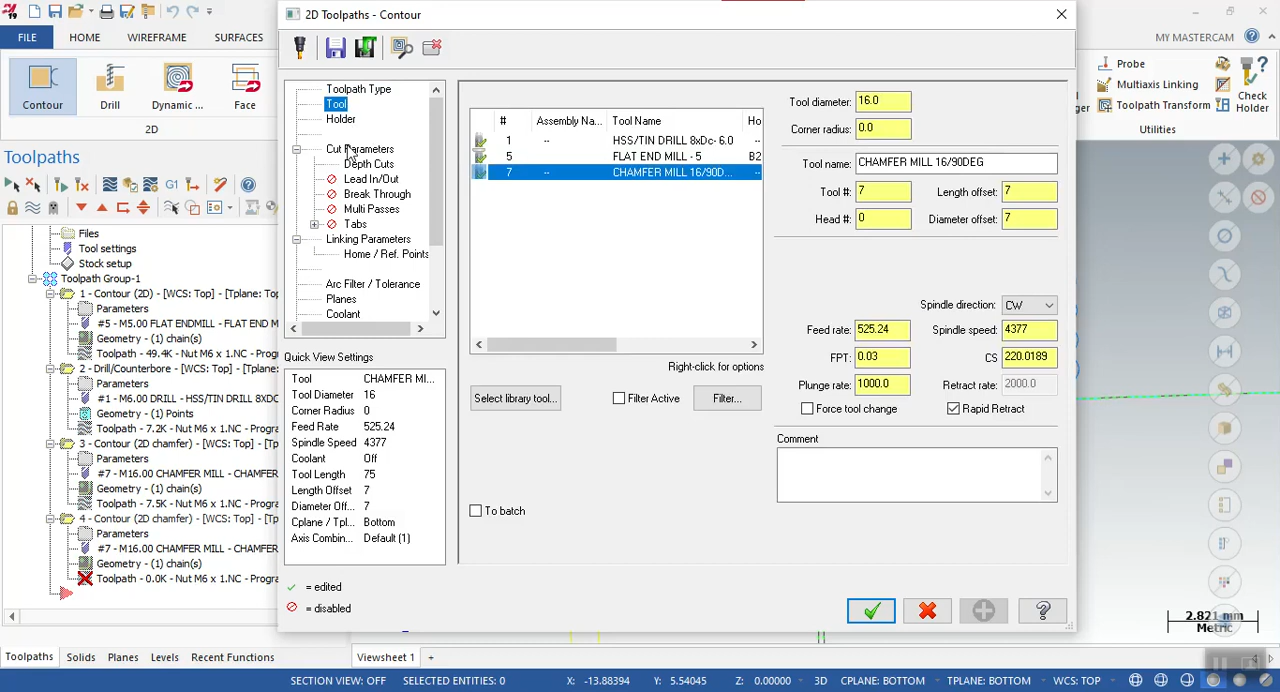 19
2D Toolpaths - Contour
FILE
HOME
WIREFRAME
SURFACES
MY MASTERCAM
Contour
Drill
Dynamic ...
Face
2D
Probe
Multiaxis Linking
Toolpath Transform
Check
Holder
Utilities
Toolpaths
G1
Files
Tool settings
Stock setup
Toolpath Group-1
1 - Contour (2D) - [WCS: Top] - [Tplane: Top
Parameters
#5 - M5.00 FLAT ENDMILL - FLAT EN
Geometry - (1) chain(s)
Toolpath - 49.4K - Nut M6 x 1.NC - Progra
2 - Drill/Counterbore - [WCS: Top] - [Tplane
Parameters
#1 - M6.00 DRILL - HSS/TIN DRILL 8XDC
Geometry - (1) Points
Toolpath - 7.2K - Nut M6 x 1.NC - Program
3 - Contour (2D chamfer) - [WCS: Top] - [Tp
Parameters
#7 - M16.00 CHAMFER MILL - CHAMFER
Geometry - (1) chain(s)
Toolpath - 7.5K - Nut M6 x 1.NC - Program
4 - Contour (2D chamfer) - [WCS: Top] - [Tp
Parameters
#7 - M16.00 CHAMFER MILL - CHAMFER
Geometry - (1) chain(s)
Toolpath - 0.0K - Nut M6 x 1.NC - Progra
Toolpath Type
Tool
Holder
Cut Parameters
Depth Cuts
Lead In/Out
Break Through
Multi Passes
Tabs
Linking Parameters
Home / Ref. Points
Arc Filter / Tolerance
Planes
Coolant
Quick View Settings
Tool CHAMFER MI...
Tool Diameter 16
Corner Radius 0
Feed Rate 525.24
Spindle Speed 4377
Coolant Off
Tool Length 75
Length Offset 7
Diameter Off... 7
Cplane / Tpl... Bottom
Axis Combin... Default (1)
= edited
= disabled
# Assembly Na... Tool Name Ho
1 -- HSS/TIN DRILL 8xDc- 6.0 --
5 -- FLAT END MILL - 5 B2
7 -- CHAMFER MILL 16/90D... --
Right-click for options
Select library tool...
Filter Active
Filter...
To batch
Tool diameter: 16.0
Corner radius: 0.0
Tool name: CHAMFER MILL 16/90DEG
Tool #: 7 Length offset: 7
Head #: 0 Diameter offset: 7
Spindle direction: CW
Feed rate: 525.24 Spindle speed: 4377
FPT: 0.03 CS 220.0189
Plunge rate: 1000.0 Retract rate: 2000.0
Force tool change
Rapid Retract
Comment
2.821 mm
Metric
Toolpaths Solids Planes Levels Recent Functions
Viewsheet 1 +
SECTION VIEW: OFF SELECTED ENTITIES: 0 X: -13.88394 Y: 5.54045 Z: 0.00000 3D CPLANE: BOTTOM TPLANE: BOTTOM WCS: TOP